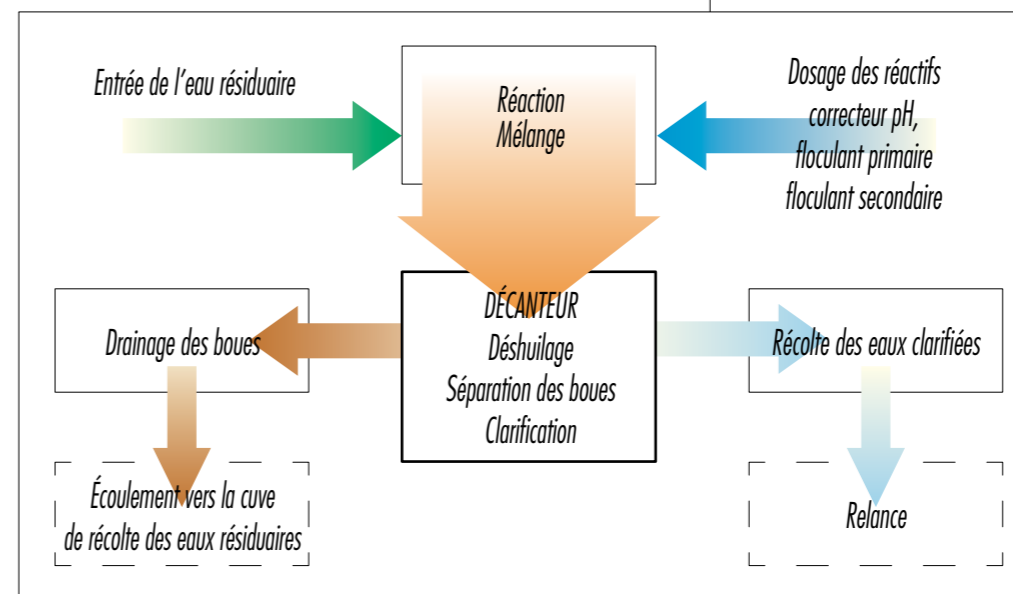 Entrée de l'eau résiduaire
Réaction
Mélange
Dosage des réactifs
correcteur pH,
floculant primaire
floculant secondaire
DÉCANTEUR
Déshuilage
Séparation des boues
Clarification
Drainage des boues
Récolte des eaux clarifiées
Écoulement vers la cuve
de récolte des eaux résiduaires
Relance